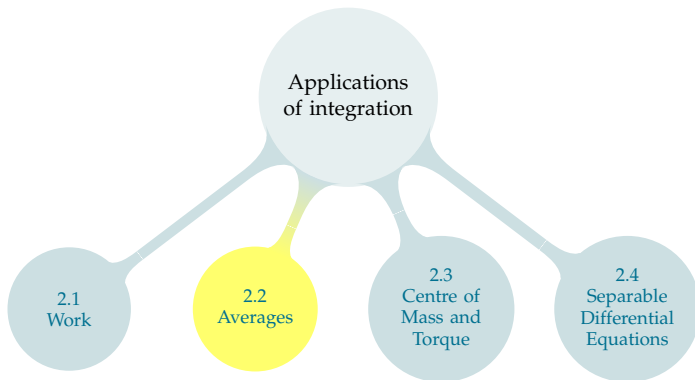 Applications
of integration
2.1
Work
2.2
Averages
2.3
Centre of
Mass and
Torque
2.4
Separable
Differential
Equations